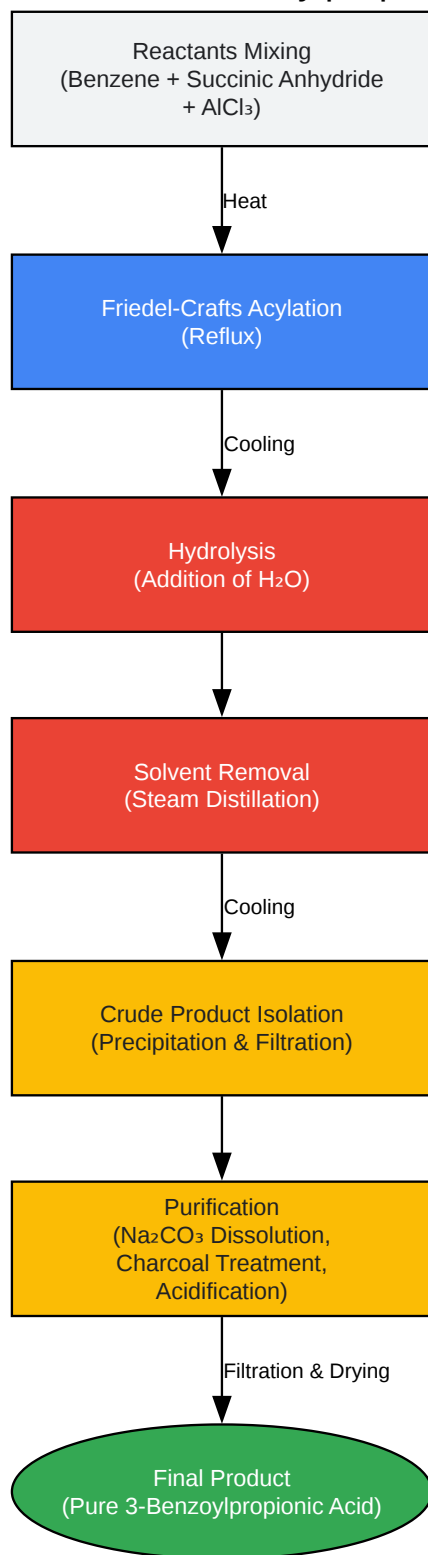 Reactants Mixing
(Benzene + Succinic Anhydride
+ AlCl₃)
Heat
Friedel-Crafts Acylation
(Reflux)
Cooling
Hydrolysis
(Addition of H₂O)
Solvent Removal
(Steam Distillation)
Cooling
Crude Product Isolation
(Precipitation & Filtration)
Purification
(Na₂CO₃ Dissolution,
Charcoal Treatment,
Acidification)
Filtration & Drying
Final Product
(Pure 3-Benzoylpropionic Acid)